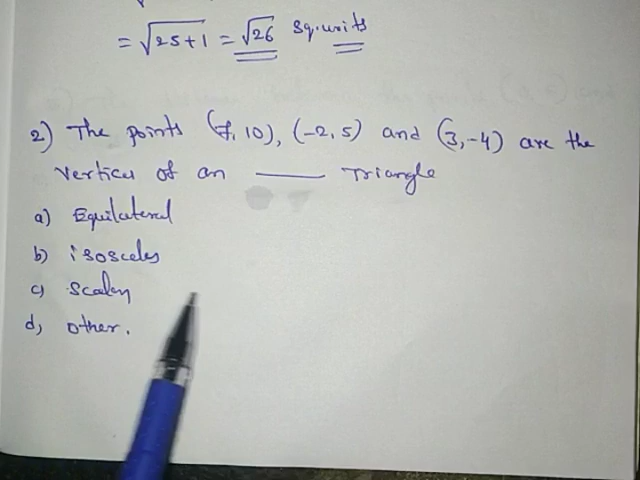 = √25+1 = √26 sq.units
2) The points (7,10), (-2,5) and (3,-4) are the
vertices of an ____ Triangle
a) Equilateral
b) isosceles
c) scalen
d) other.